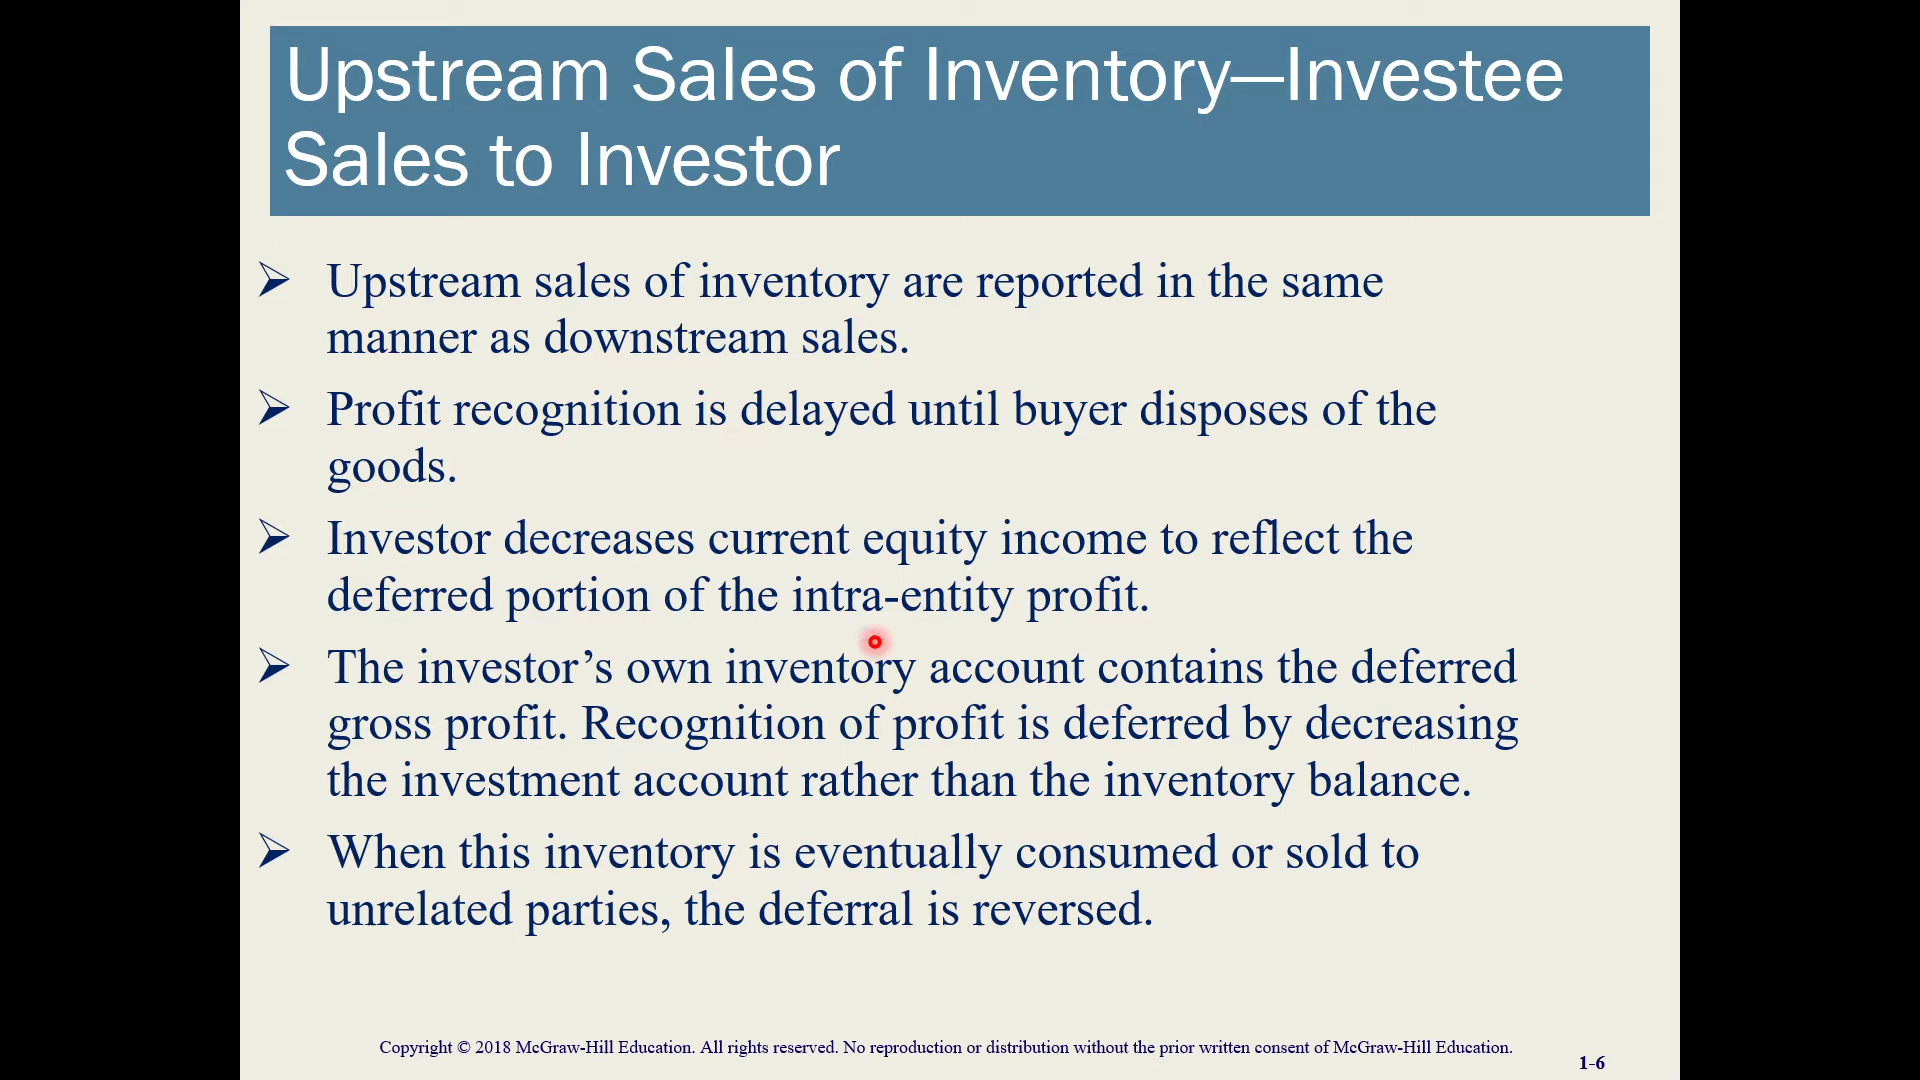 Upstream Sales of Inventory—Investee
Sales to Investor
Upstream sales of inventory are reported in the same
manner as downstream sales.
Profit recognition is delayed until buyer disposes of the
goods.
Investor decreases current equity income to reflect the
deferred portion of the intra-entity profit.
The investor’s own inventory account contains the deferred
gross profit. Recognition of profit is deferred by decreasing
the investment account rather than the inventory balance.
When this inventory is eventually consumed or sold to
unrelated parties, the deferral is reversed.
Copyright © 2018 McGraw-Hill Education. All rights reserved. No reproduction or distribution without the prior written consent of McGraw-Hill Education.
1-6